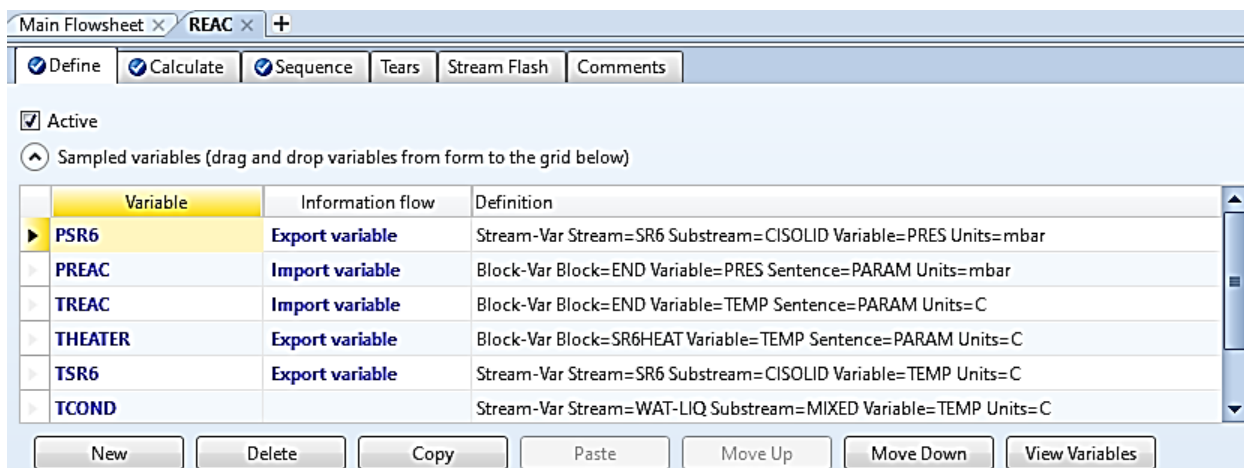 Main Flowsheet × REAC × +
Define Calculate Sequence Tears Stream Flash Comments
Active
Sampled variables (drag and drop variables from form to the grid below)
Variable Information flow Definition
PSR6 Export variable Stream-Var Stream=SR6 Substream=CISOLID Variable=PRES Units=mbar
PREAC Import variable Block-Var Block=END Variable=PRES Sentence=PARAM Units=mbar
TREAC Import variable Block-Var Block=END Variable=TEMP Sentence=PARAM Units=C
THEATER Export variable Block-Var Block=SR6HEAT Variable=TEMP Sentence=PARAM Units=C
TSR6 Export variable Stream-Var Stream=SR6 Substream=CISOLID Variable=TEMP Units=C
TCOND Stream-Var Stream=WAT-LIQ Substream=MIXED Variable=TEMP Units=C
New Delete Copy Paste Move Up Move Down View Variables